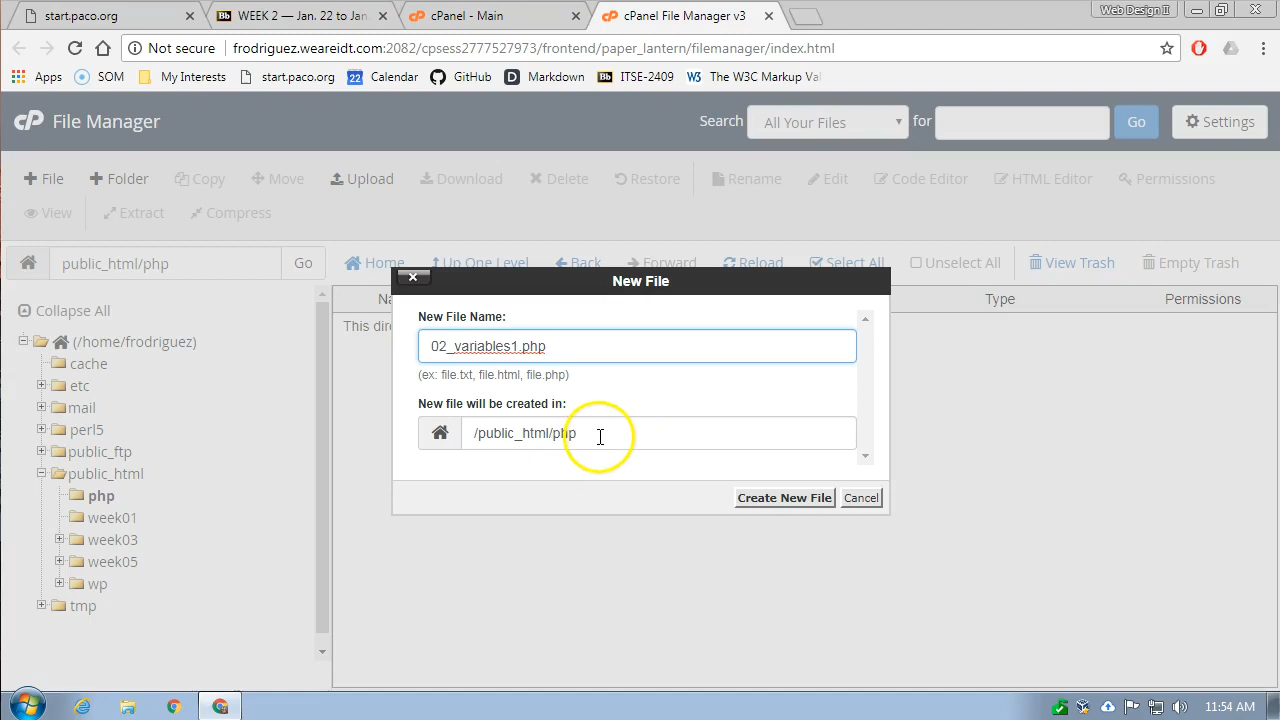 start.paco.org
WEEK 2 — Jan. 22 to Jan
cPanel - Main
cPanel File Manager v3
Web Design II
Not secure
frodriguez.weareidt.com:2082/cpsess2777527973/frontend/paper_lantern/filemanager/index.html
Apps
SOM
My Interests
start.paco.org
22
Calendar
GitHub
D
Markdown
Bb
ITSE-2409
W3
The W3C Markup Val
cP File Manager
Search
All Your Files
for
Go
Settings
File
Folder
Copy
Move
Upload
Download
Delete
Restore
Rename
Edit
Code Editor
HTML Editor
Permissions
View
Extract
Compress
public_html/php
Go
Home
Up One Level
Back
Forward
Reload
Select All
Unselect All
View Trash
Empty Trash
Collapse All
(/home/frodriguez)
cache
etc
mail
perl5
public_ftp
public_html
php
week01
week03
week05
wp
tmp
Na
Type
Permissions
This dire
New File
New File Name:
02_variables1.php
(ex: file.txt, file.html, file.php)
New file will be created in:
/public_html/php
Create New File
Cancel
11:54 AM